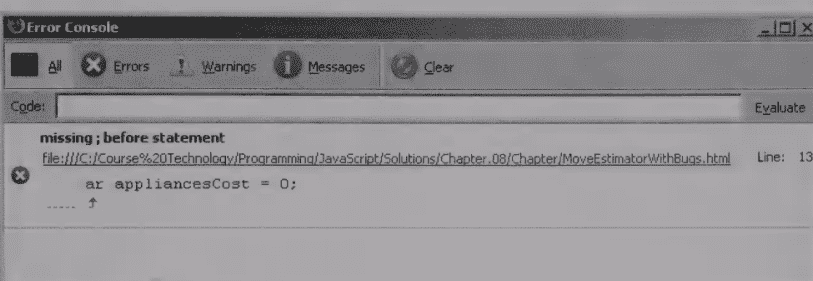 Error Console
All Errors Warnings Messages Clear
Code: Evaluate
missing ; before statement
file:///C:/Course%20Technology/Programming/JavaScript/Solutions/Chapter.08/Chapter/MoveEstimatorWithBugs.html Line: 13
ar appliancesCost = 0;